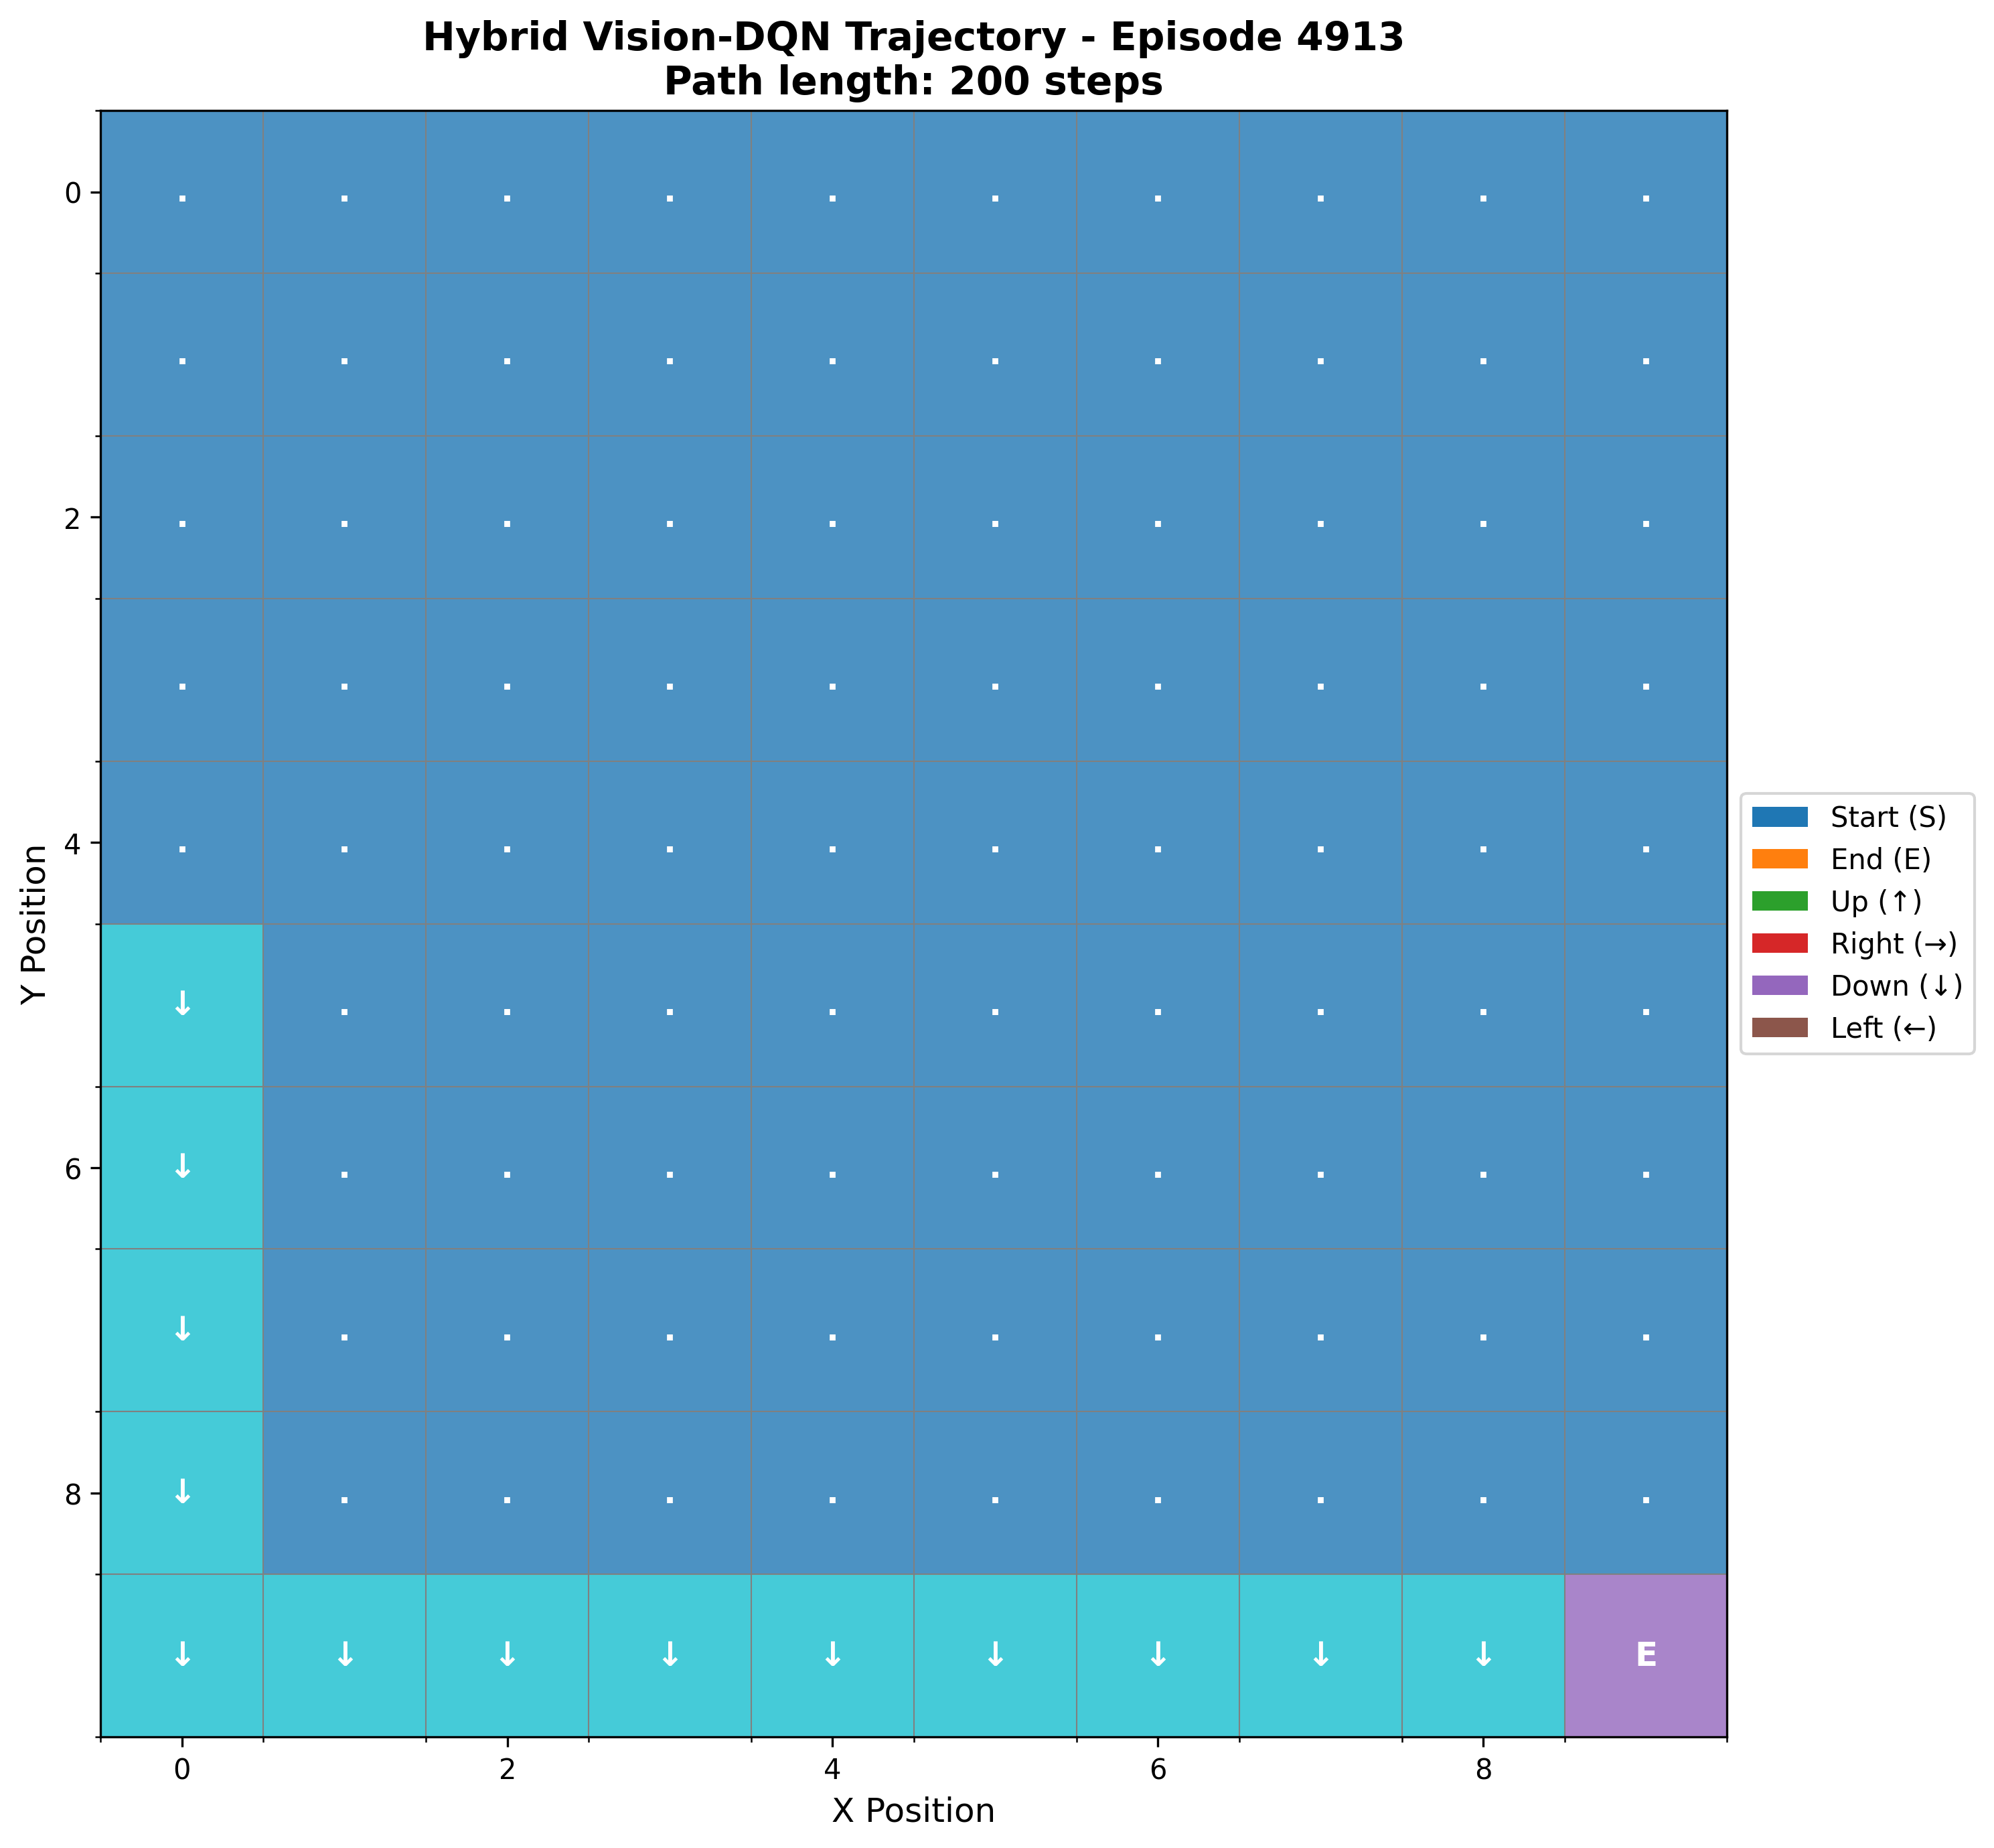 Hybrid Vision-DQN Trajectory - Episode 4913
Path length: 200 steps
0
. . . . . . . . . .
. . . . . . . . . .
2
. . . . . . . . . .
. . . . . . . . . .
4
. . . . . . . . . .
↓ . . . . . . . . .
6
↓ . . . . . . . . .
↓ . . . . . . . . .
8
↓ . . . . . . . . .
↓ ↓ ↓ ↓ ↓ ↓ ↓ ↓ ↓ E
0 2 4 6 8
X Position
Y Position
Start (S)
End (E)
Up (↑)
Right (→)
Down (↓)
Left (←)